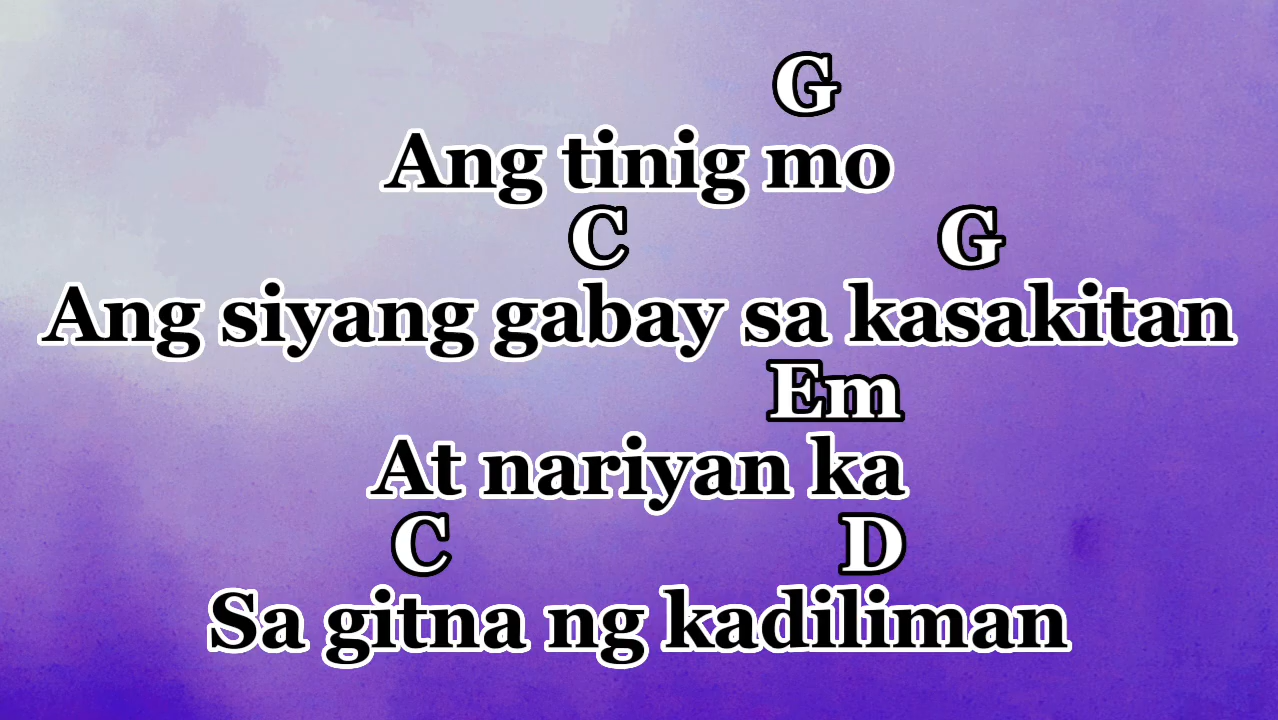 G
Ang tinig mo
C G
Ang siyang gabay sa kasakitan
Em
At nariyan ka
C D
Sa gitna ng kadiliman